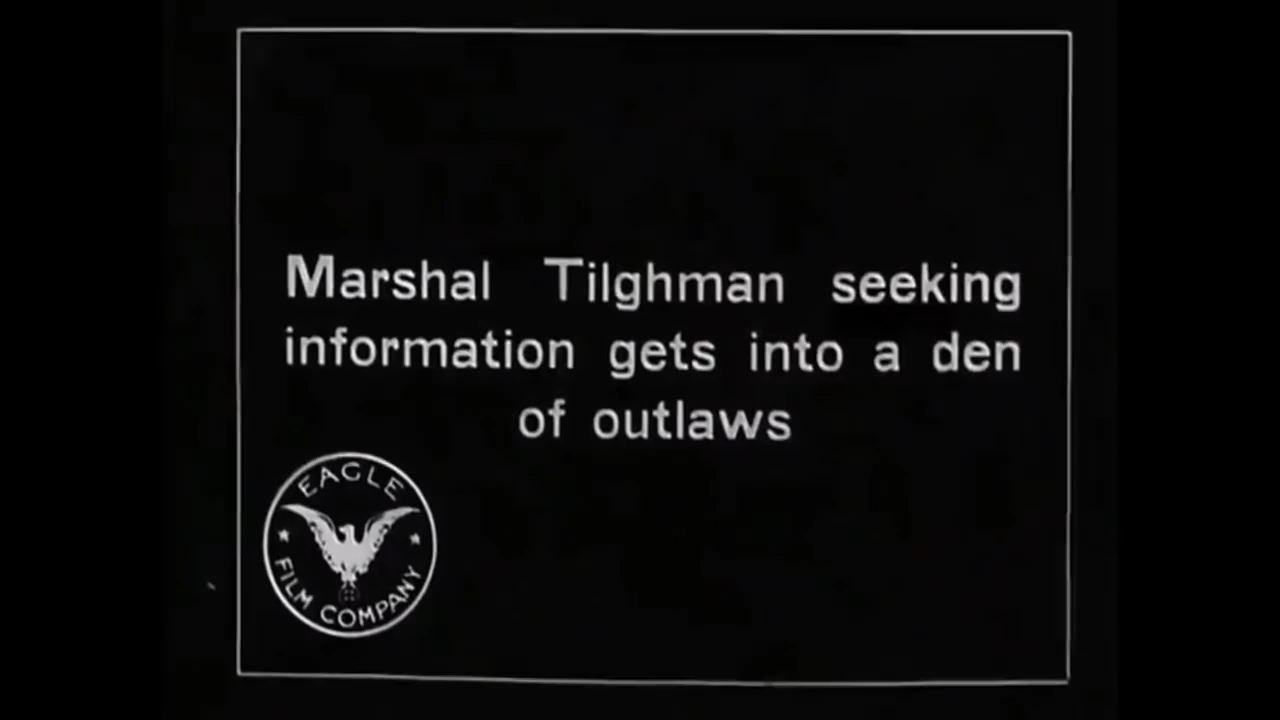 Marshal Tilghman seeking
information gets into a den
of outlaws
EAGLE
FILM COMPANY